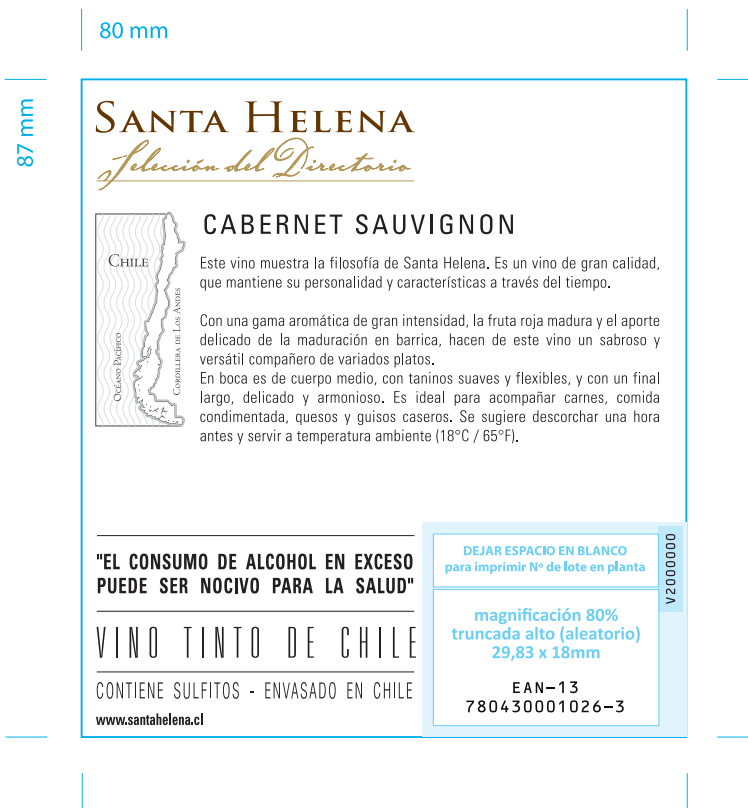 80 mm
87 mm
SANTA HELENA
Selección del Directorio
CHILE
OCÉANO PACÍFICO
CORDILLERA DE LOS ANDES
CABERNET SAUVIGNON
Este vino muestra la filosofía de Santa Helena. Es un vino de gran calidad,
que mantiene su personalidad y características a través del tiempo.
Con una gama aromática de gran intensidad, la fruta roja madura y el aporte
delicado de la maduración en barrica, hacen de este vino un sabroso y
versátil compañero de variados platos.
En boca es de cuerpo medio, con taninos suaves y flexibles, y con un final
largo, delicado y armonioso. Es ideal para acompañar carnes, comida
condimentada, quesos y guisos caseros. Se sugiere descorchar una hora
antes y servir a temperatura ambiente (18°C / 65°F).
"EL CONSUMO DE ALCOHOL EN EXCESO
PUEDE SER NOCIVO PARA LA SALUD"
VINO TINTO DE CHILE
CONTIENE SULFITOS - ENVASADO EN CHILE
www.santahelena.cl
DEJAR ESPACIO EN BLANCO
para imprimir Nº de lote en planta
V2000000
magnificación 80%
truncada alto (aleatorio)
29,83 x 18mm
EAN-13
780430001026-3